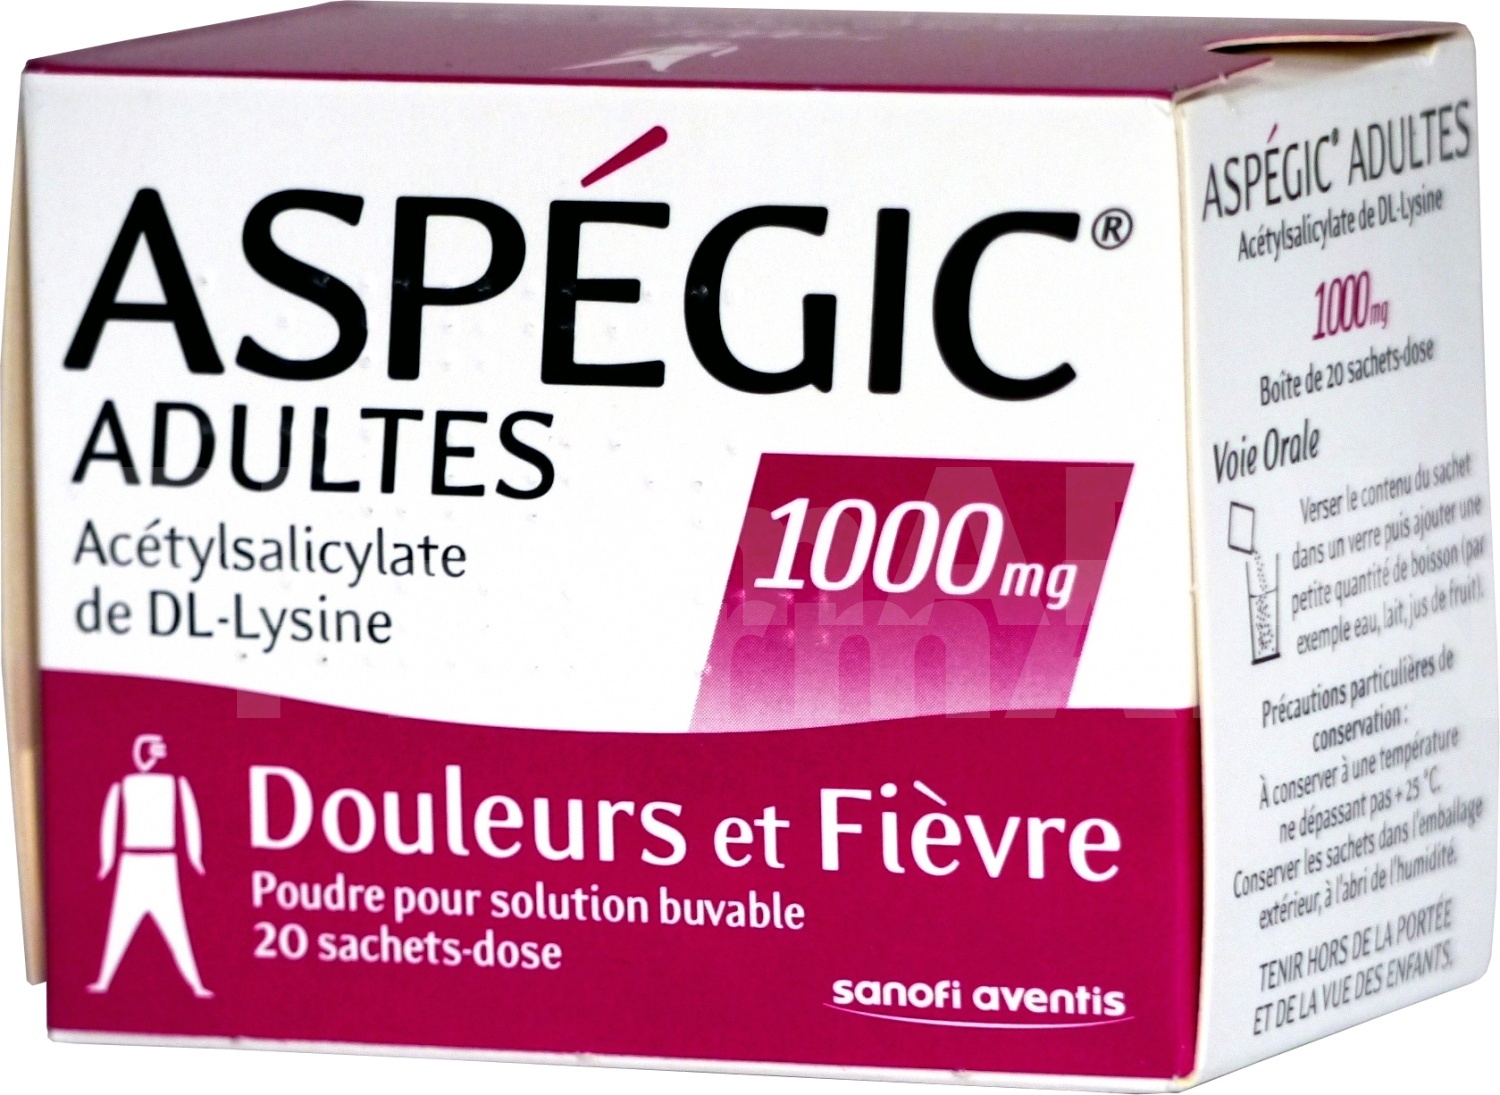 ASPÉGIC®
ADULTES
Acétylsalicylate
de DL-Lysine
1000 mg
Douleurs et Fièvre
Poudre pour solution buvable
20 sachets-dose
sanofi aventis
ASPÉGIC® ADULTES
Acétylsalicylate de DL-Lysine
1000 mg
Boîte de 20 sachets-dose
Voie Orale
Verser le contenu du sachet
dans un verre puis ajouter une
petite quantité de boisson (par
exemple eau, lait, jus de fruit).
Précautions particulières de
conservation :
À conserver à une température
ne dépassant pas + 25 °C.
Conserver les sachets dans l'emballage
extérieur, à l'abri de l'humidité.
TENIR HORS DE LA PORTÉE
ET DE LA VUE DES ENFANTS.